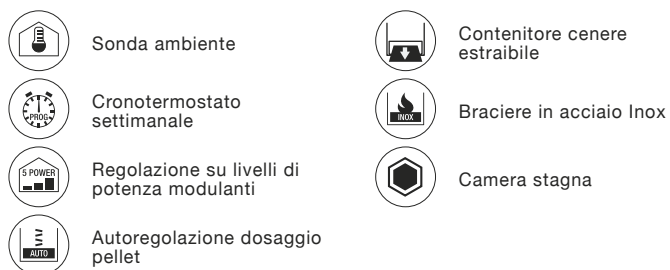 Sonda ambiente
PROG
Cronotermostato
settimanale
5 POWER
Regolazione su livelli di
potenza modulanti
AUTO
Autoregolazione dosaggio
pellet
Contenitore cenere
estraibile
INOX
Braciere in acciaio Inox
Camera stagna